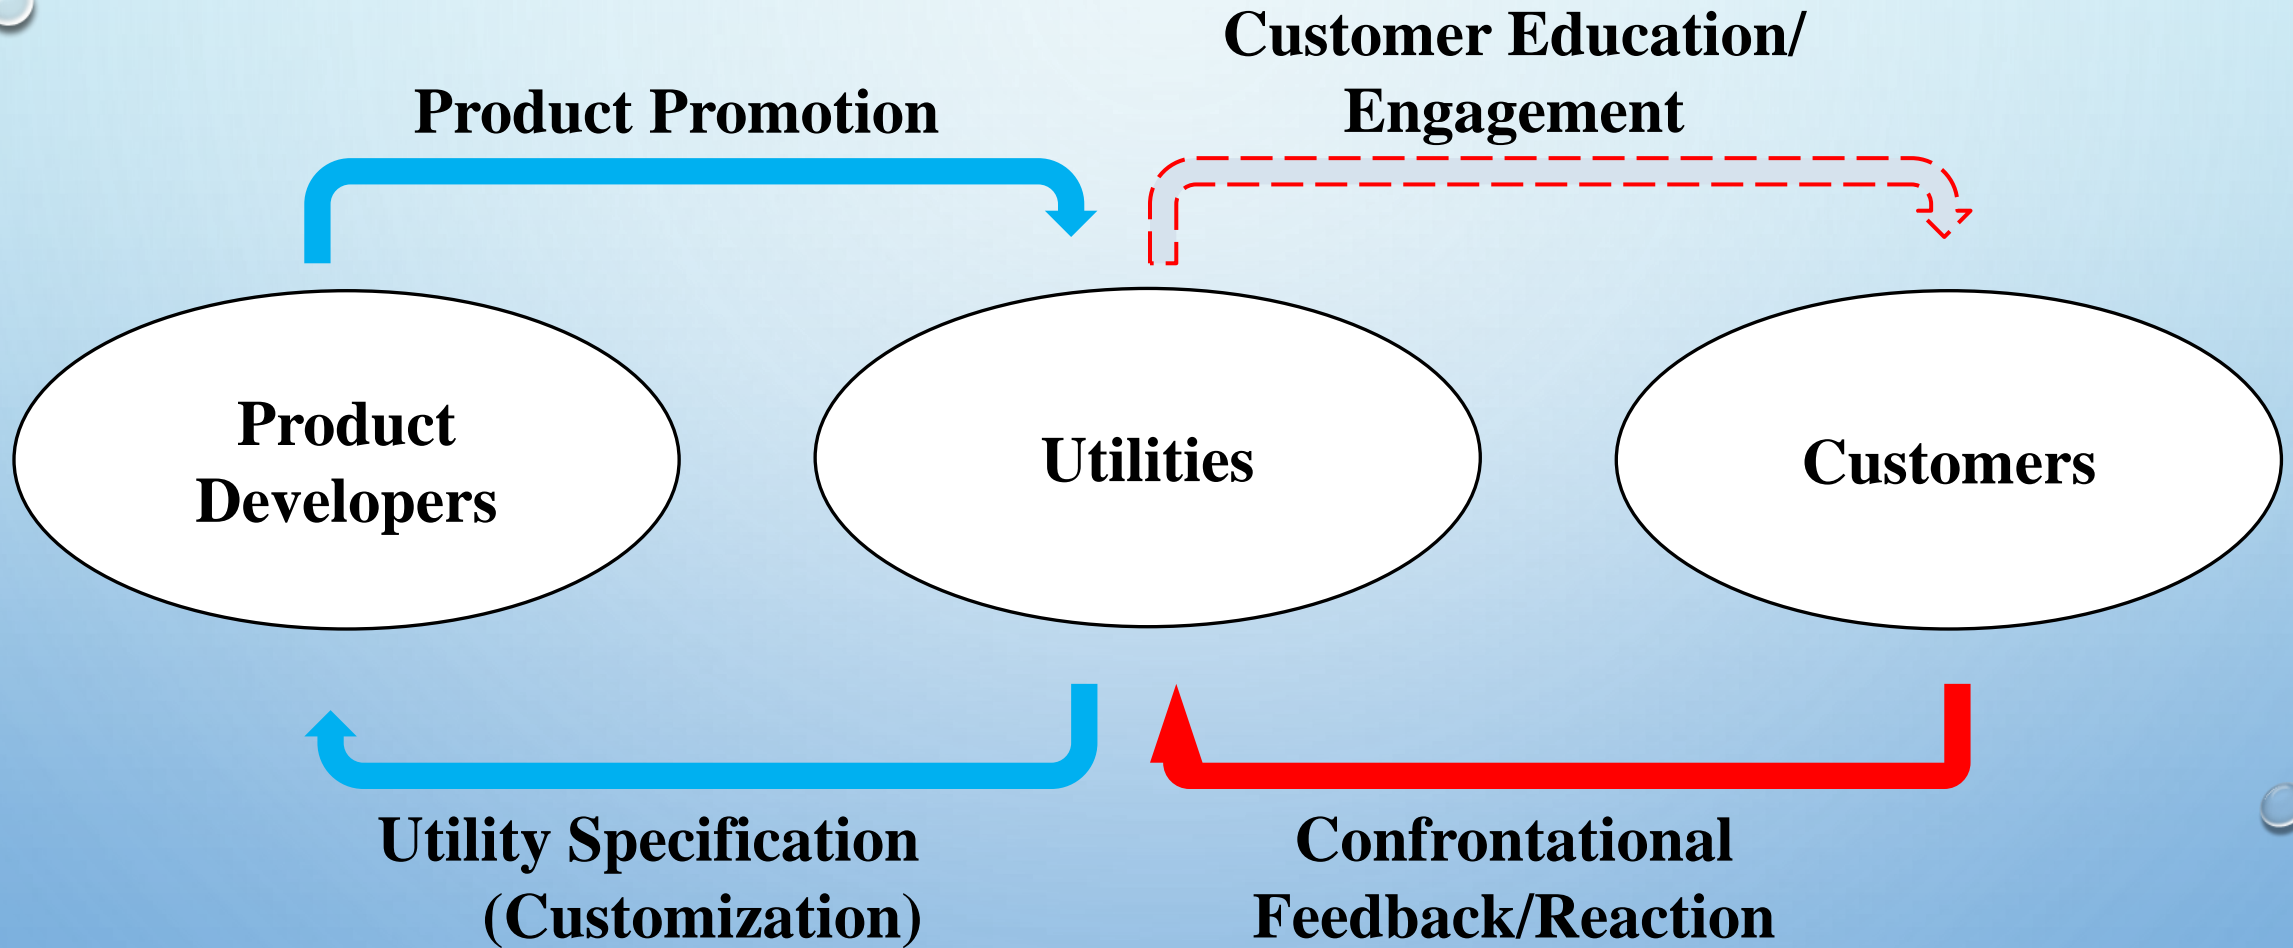 Customer Education/
Engagement
Product Promotion
Product
Developers
Utilities
Customers
Utility Specification
(Customization)
Confrontational
Feedback/Reaction